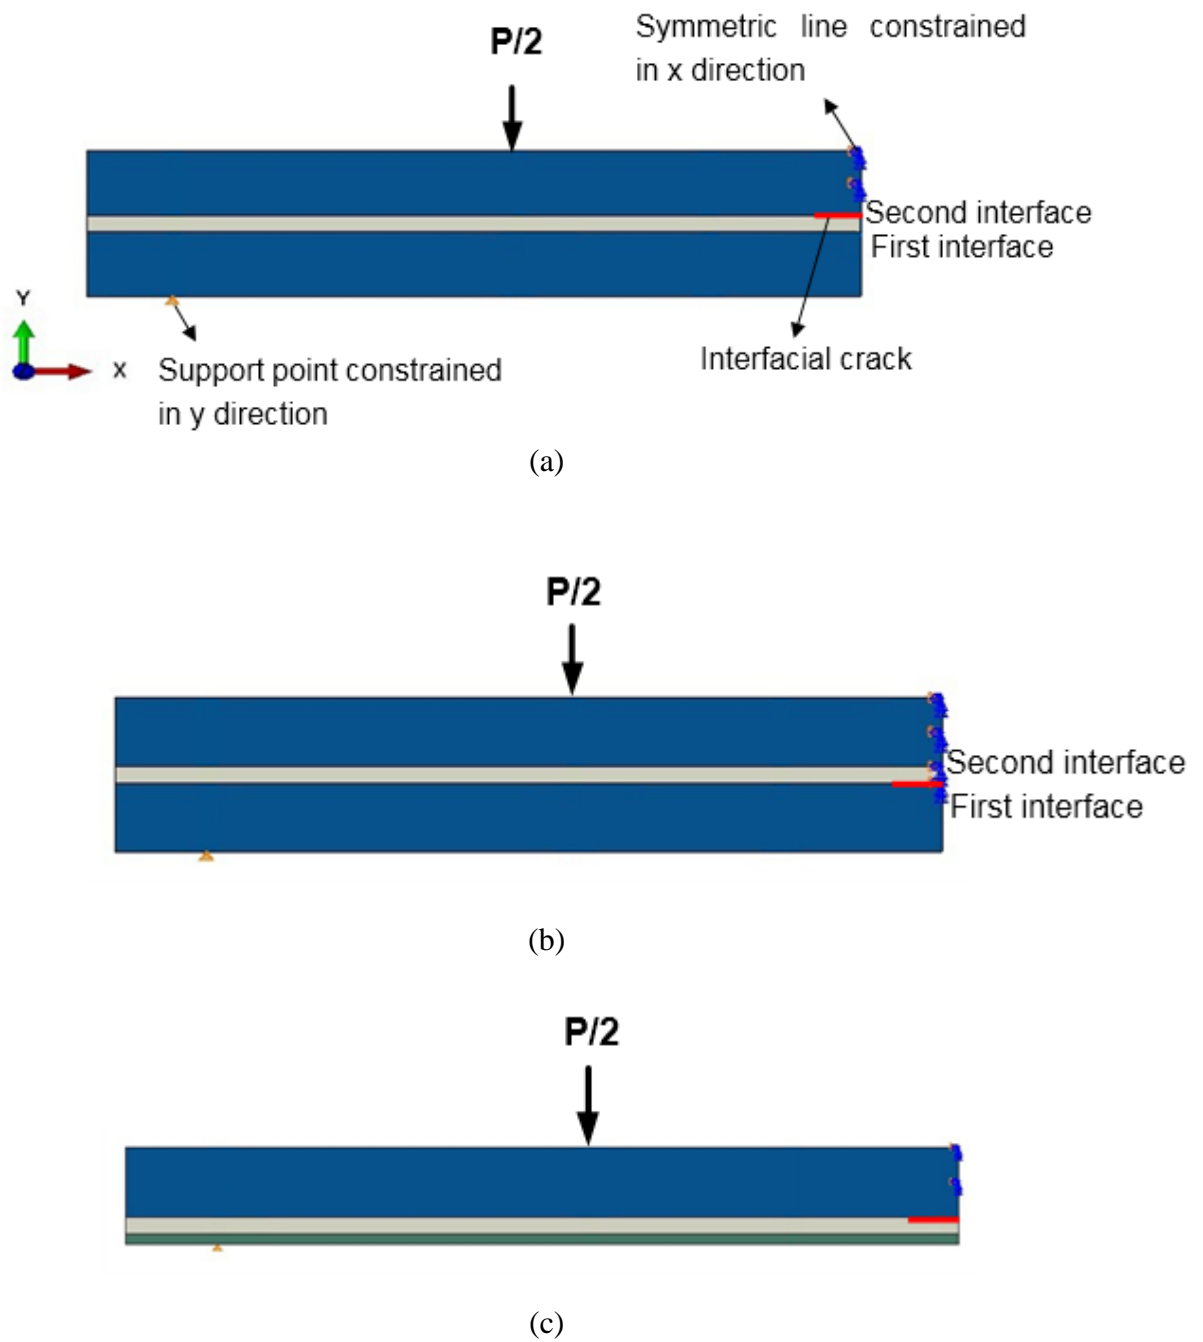 P/2
Symmetric line constrained
in x direction
Second interface
First interface
Y
X
Support point constrained
in y direction
Interfacial crack
(a)
P/2
Second interface
First interface
(b)
P/2
(c)